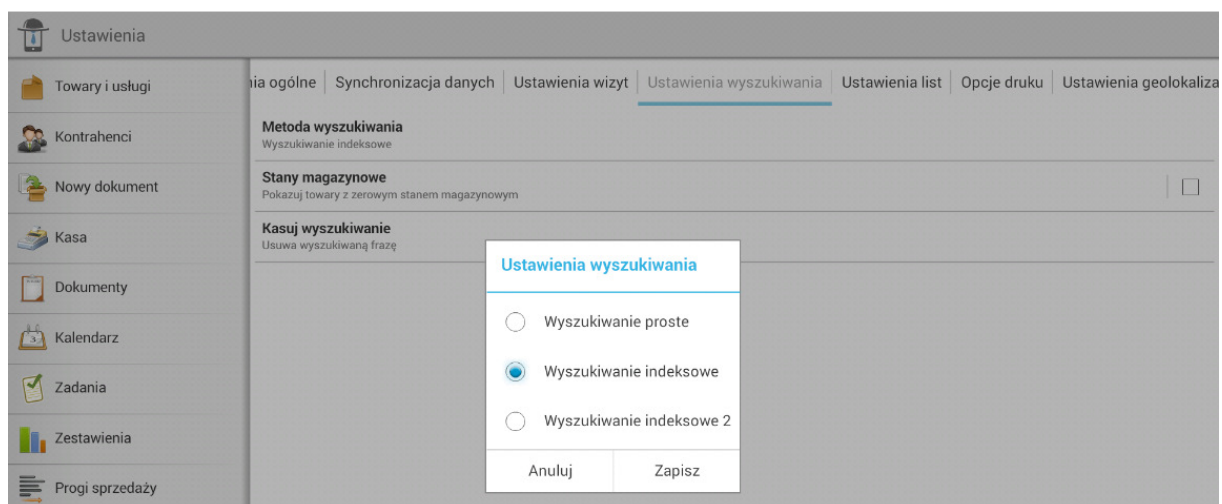 Ustawienia
Towary i usługi
Kontrahenci
Nowy dokument
Kasa
Dokumenty
Kalendarz
Zadania
Zestawienia
Progi sprzedaży
nia ogólne Synchronizacja danych Ustawienia wizyt Ustawienia wyszukiwania Ustawienia list Opcje druku Ustawienia geolokaliza
Metoda wyszukiwania
Wyszukiwanie indeksowe
Stany magazynowe
Pokazuj towary z zerowym stanem magazynowym
Kasuj wyszukiwanie
Usuwa wyszukiwaną frazę
Ustawienia wyszukiwania
Wyszukiwanie proste
Wyszukiwanie indeksowe
Wyszukiwanie indeksowe 2
Anuluj Zapisz